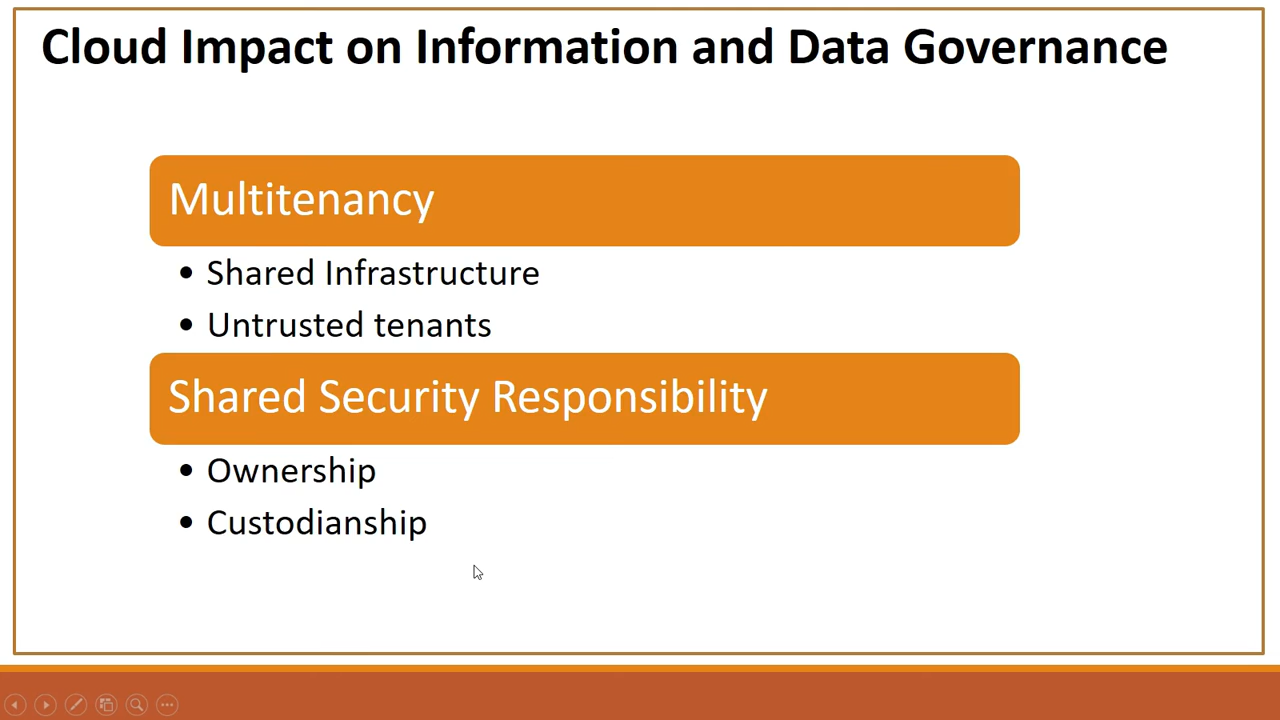 Cloud Impact on Information and Data Governance
Multitenancy
• Shared Infrastructure
• Untrusted tenants
Shared Security Responsibility
• Ownership
• Custodianship